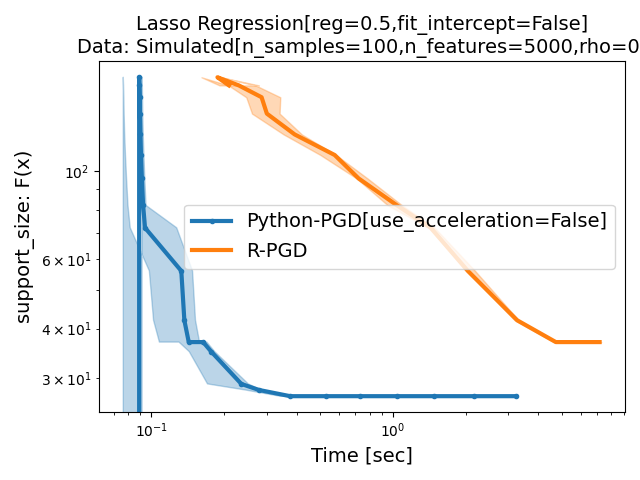 Lasso Regression[reg=0.5,fit_intercept=False]
Data: Simulated[n_samples=100,n_features=5000,rho=0
support_size: F(x)
10²
6 × 10¹
4 × 10¹
3 × 10¹
Python-PGD[use_acceleration=False]
R-PGD
10⁻¹
10⁰
Time [sec]